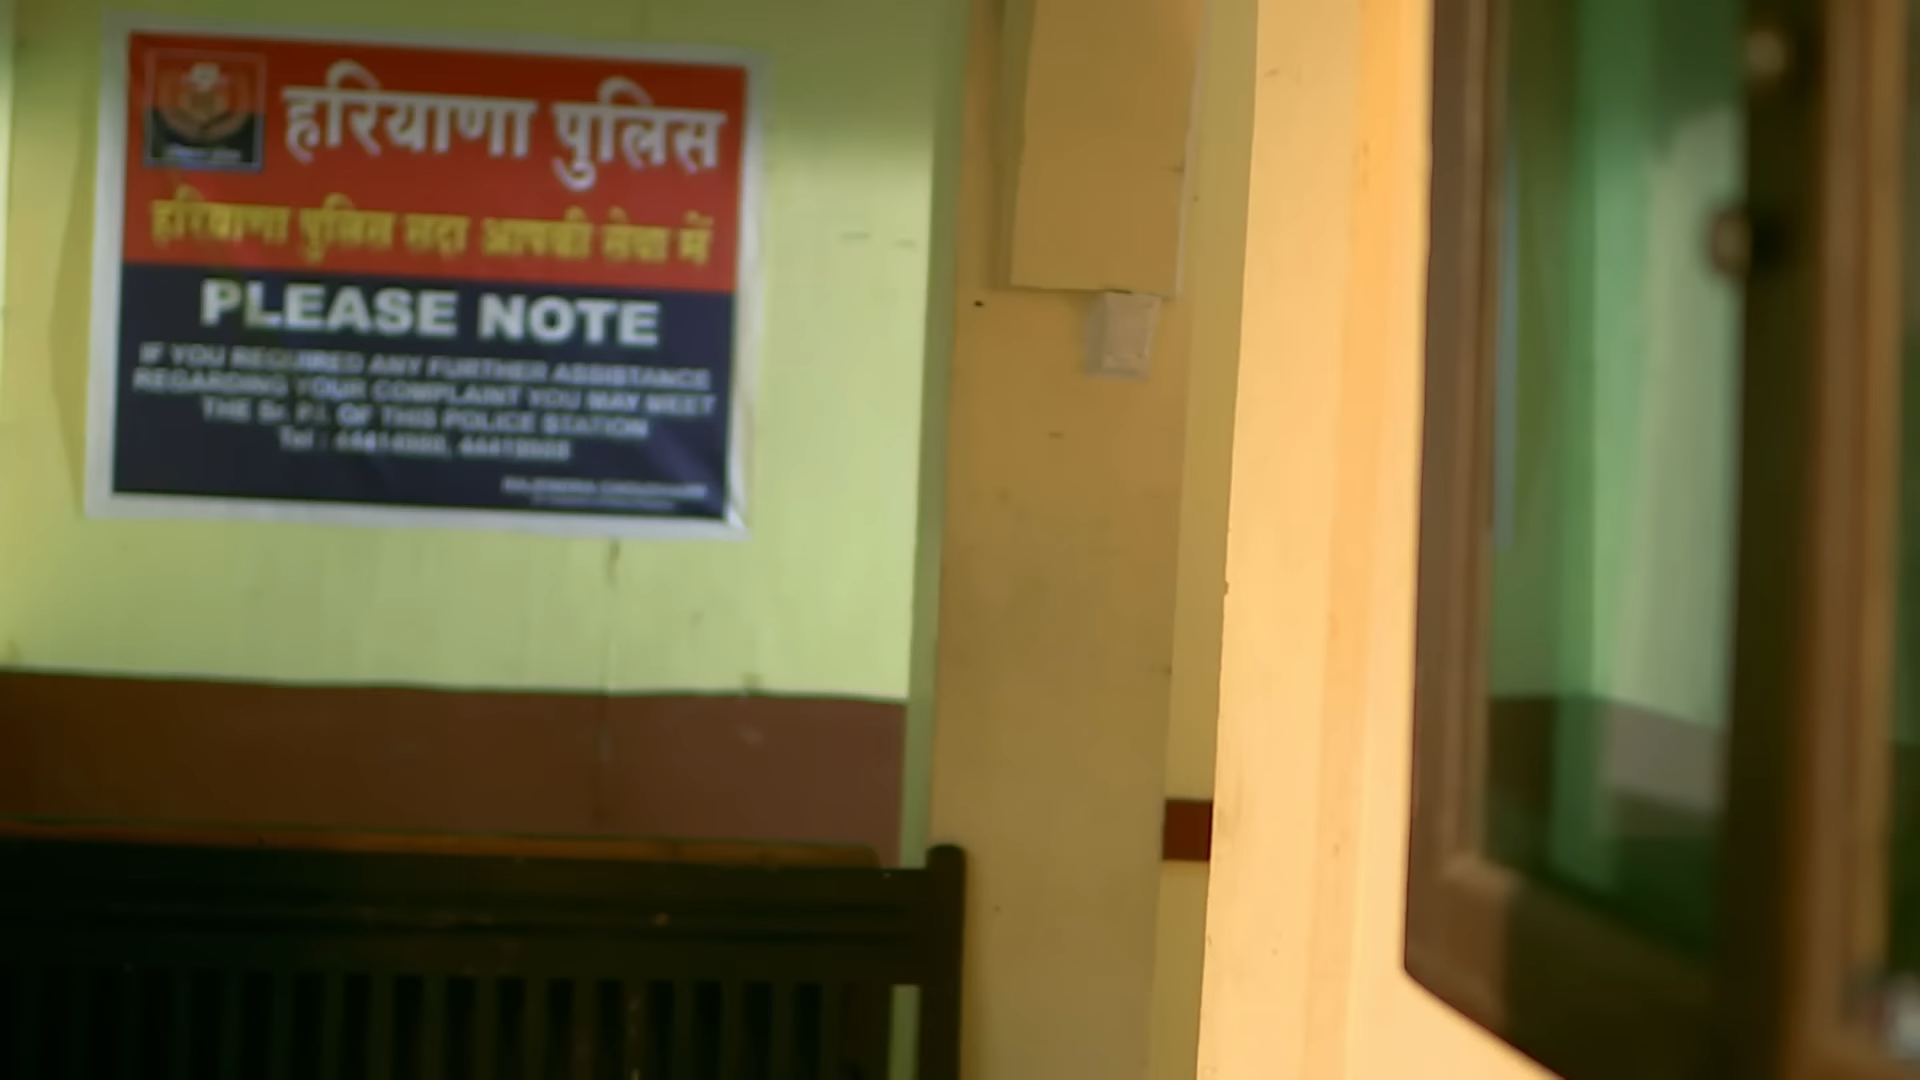 हरियाणा पुलिस
हरियाणा पुलिस सदा आपकी सेवा में
PLEASE NOTE
IF YOU REQUIRED ANY FURTHER ASSISTANCE
REGARDING YOUR COMPLAINT YOU MAY MEET
THE Sr. P.I. OF THIS POLICE STATION
Tel :